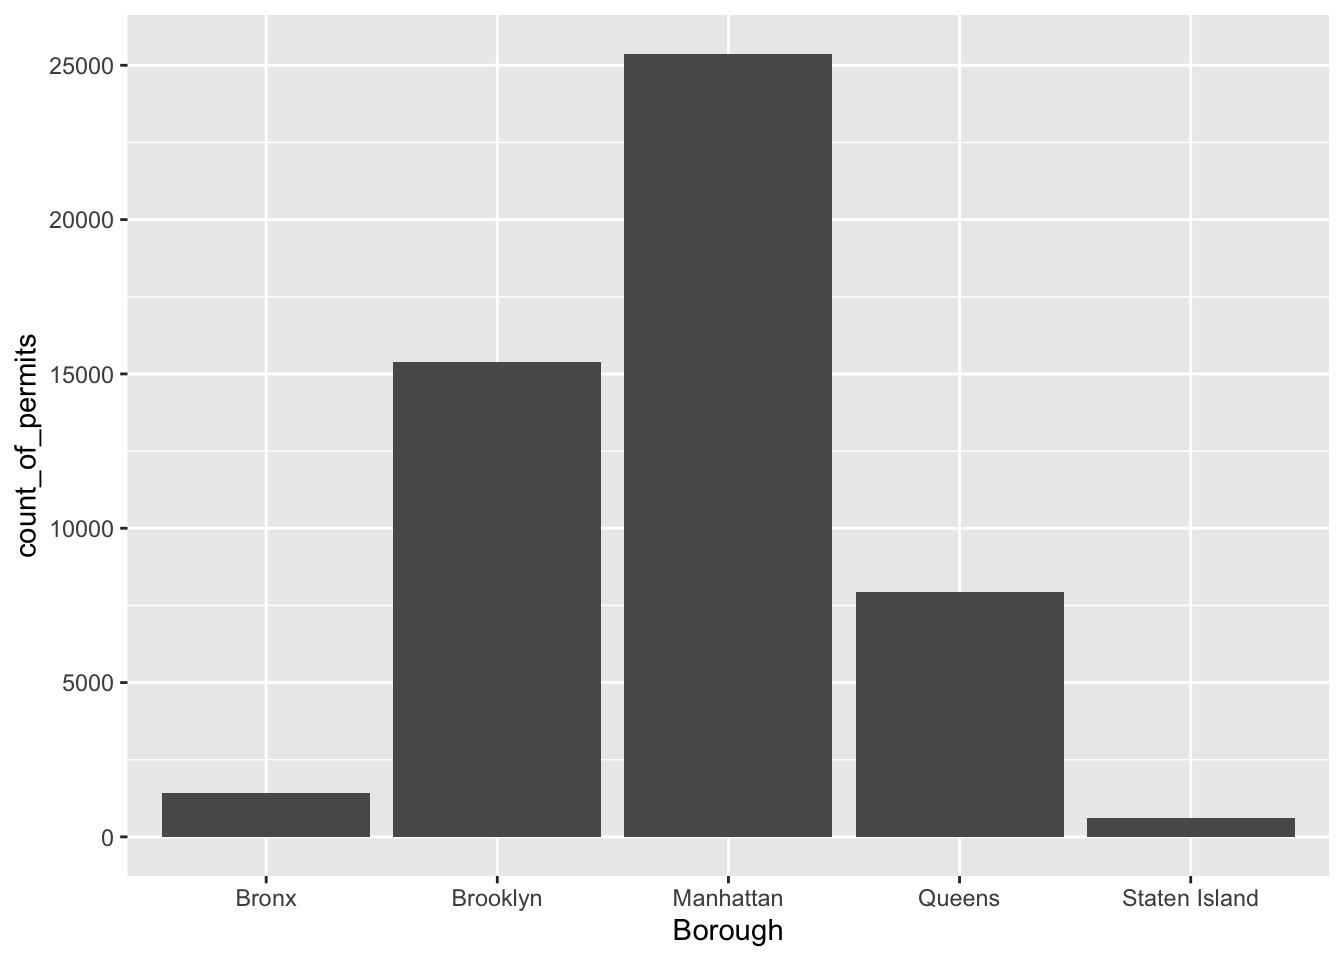 count_of_permits
25000
20000
15000
10000
5000
0
Bronx Brooklyn Manhattan Queens Staten Island
Borough